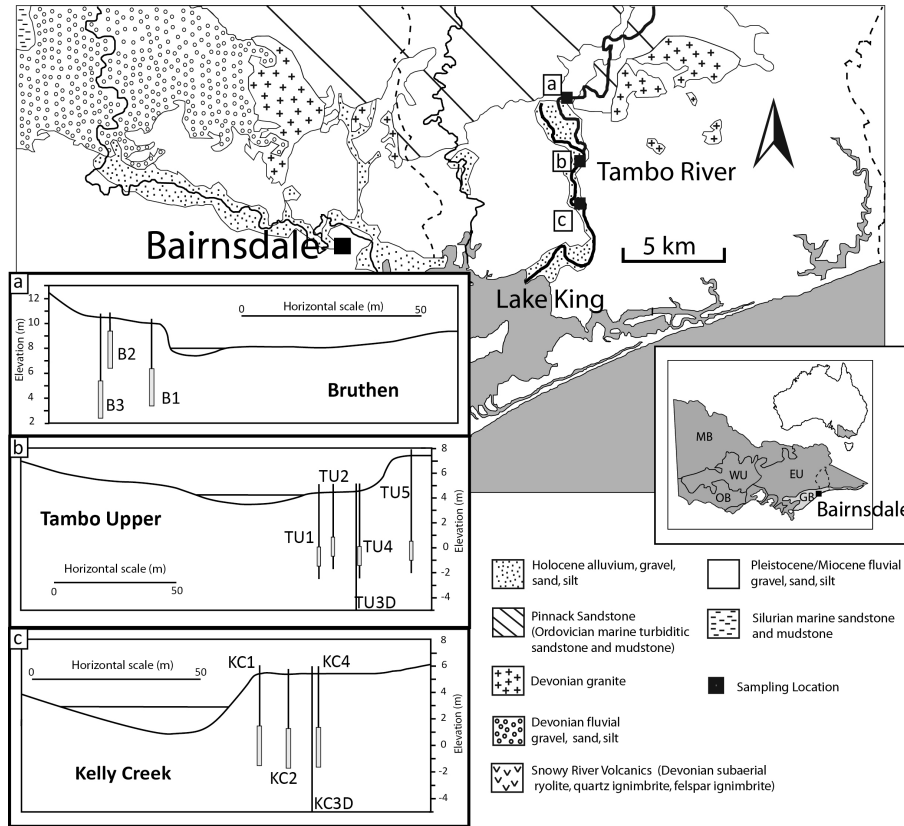 a
b
Tambo River
c
Bairnsdale
5 km
Lake King
a
12
10
8
6
4
2
Elevation (m)
Horizontal scale (m)
0
50
B2
B3
B1
Bruthen
b
8
6
4
2
0
-2
-4
Elevation (m)
TU2
TU5
TU1
TU4
TU3D
Tambo Upper
Horizontal scale (m)
0
50
c
8
6
4
2
0
-2
-4
Elevation (m)
Horizontal scale (m)
0
50
KC1
KC4
KC2
KC3D
Kelly Creek
MB
WU
EU
OB
GB
Bairnsdale
Holocene alluvium, gravel,
sand, silt
Pinnack Sandstone
(Ordovician marine turbiditic
sandstone and mudstone)
Devonian granite
Devonian fluvial
gravel, sand, silt
Snowy River Volcanics (Devonian subaerial
ryolite, quartz ignimbrite, felspar ignimbrite)
Pleistocene/Miocene fluvial
gravel, sand, silt
Silurian marine sandstone
and mudstone
Sampling Location